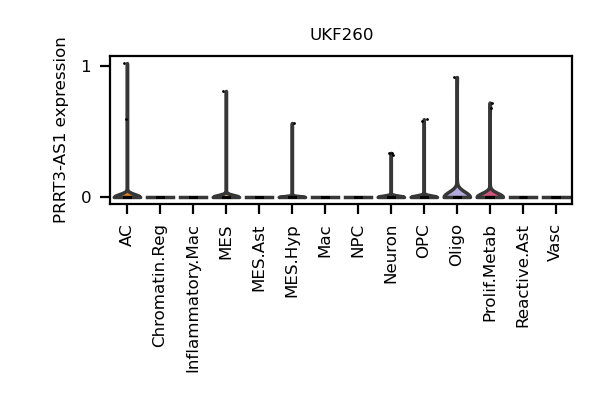 UKF260
PRRT3-AS1 expression
1
0
AC
Chromatin.Reg
Inflammatory.Mac
MES
MES.Ast
MES.Hyp
Mac
NPC
Neuron
OPC
Oligo
Prolif.Metab
Reactive.Ast
Vasc